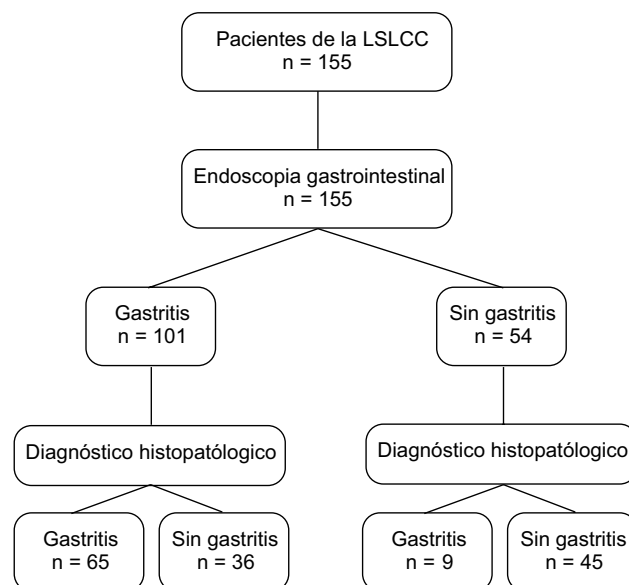 Pacientes de la LSLCC
n = 155
Endoscopia gastrointestinal
n = 155
Gastritis
n = 101
Sin gastritis
n = 54
Diagnóstico histopatólogico
Diagnóstico histopatólogico
Gastritis
n = 65
Sin gastritis
n = 36
Gastritis
n = 9
Sin gastritis
n = 45